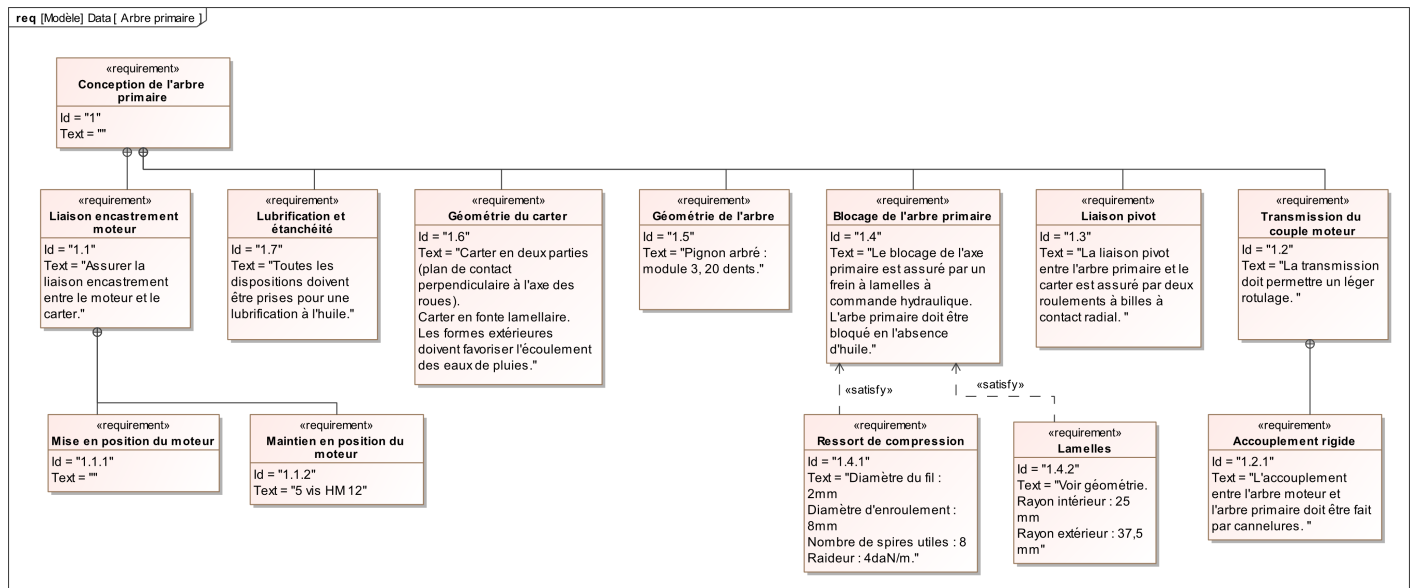 req [Modèle] Data [ Arbre primaire ]
«requirement»
Conception de l'arbre
primaire
Id = "1"
Text = ""
«requirement»
Liaison encastrement
moteur
Id = "1.1"
Text = "Assurer la
liaison encastrement
entre le moteur et le
carter."
«requirement»
Lubrification et
étanchéité
Id = "1.7"
Text = "Toutes les
dispositions doivent
être prises pour une
lubrification à l'huile."
«requirement»
Géométrie du carter
Id = "1.6"
Text = "Carter en deux parties
(plan de contact
perpendiculaire à l'axe des
roues).
Carter en fonte lamellaire.
Les formes extérieures
doivent favoriser l'écoulement
des eaux de pluies."
«requirement»
Géométrie de l'arbre
Id = "1.5"
Text = "Pignon arbré :
module 3, 20 dents."
«requirement»
Blocage de l'arbre primaire
Id = "1.4"
Text = "Le blocage de l'axe
primaire est assuré par un
frein à lamelles à
commande hydraulique.
L'arbe primaire doit être
bloqué en l'absence
d'huile."
«requirement»
Liaison pivot
Id = "1.3"
Text = "La liaison pivot
entre l'arbre primaire et le
carter est assuré par deux
roulements à billes à
contact radial. "
«requirement»
Transmission du
couple moteur
Id = "1.2"
Text = "La transmission
doit permettre un léger
rotulage. "
«satisfy»
«satisfy»
«requirement»
Mise en position du moteur
Id = "1.1.1"
Text = ""
«requirement»
Maintien en position du
moteur
Id = "1.1.2"
Text = "5 vis HM 12"
«requirement»
Ressort de compression
Id = "1.4.1"
Text = "Diamètre du fil :
2mm
Diamètre d'enroulement :
8mm
Nombre de spires utiles : 8
Raideur : 4daN/m."
«requirement»
Lamelles
Id = "1.4.2"
Text = "Voir géométrie.
Rayon intérieur : 25
mm
Rayon extérieur : 37,5
mm"
«requirement»
Accouplement rigide
Id = "1.2.1"
Text = "L'accouplement
entre l'arbre moteur et
l'arbre primaire doit être fait
par cannelures. "